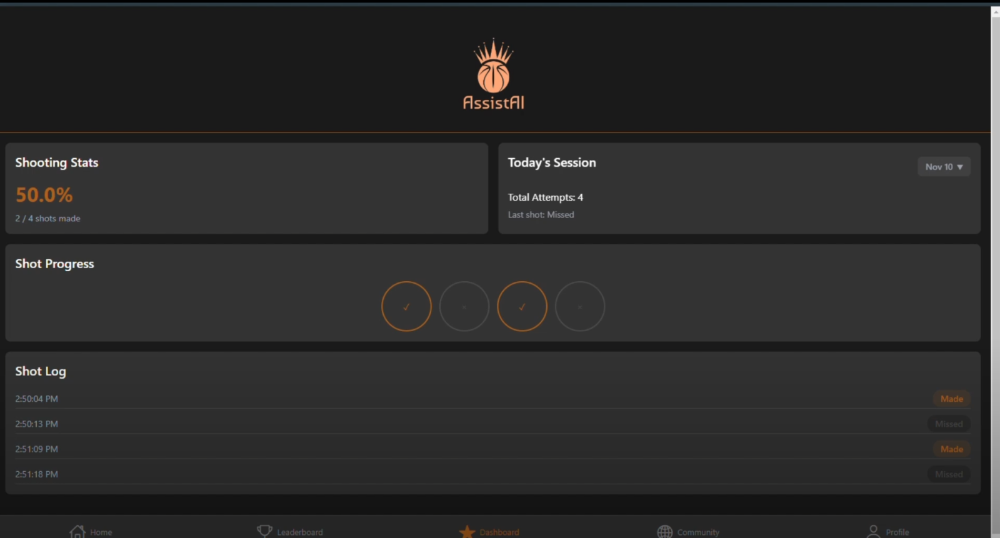 AssistAI
Shooting Stats
50.0%
2 / 4 shots made
Today's Session
Nov 10 ▼
Total Attempts: 4
Last shot: Missed
Shot Progress
✓ × ✓ ×
Shot Log
2:50:04 PM Made
2:50:13 PM Missed
2:51:09 PM Made
2:51:18 PM Missed
Home Leaderboard Dashboard Community Profile